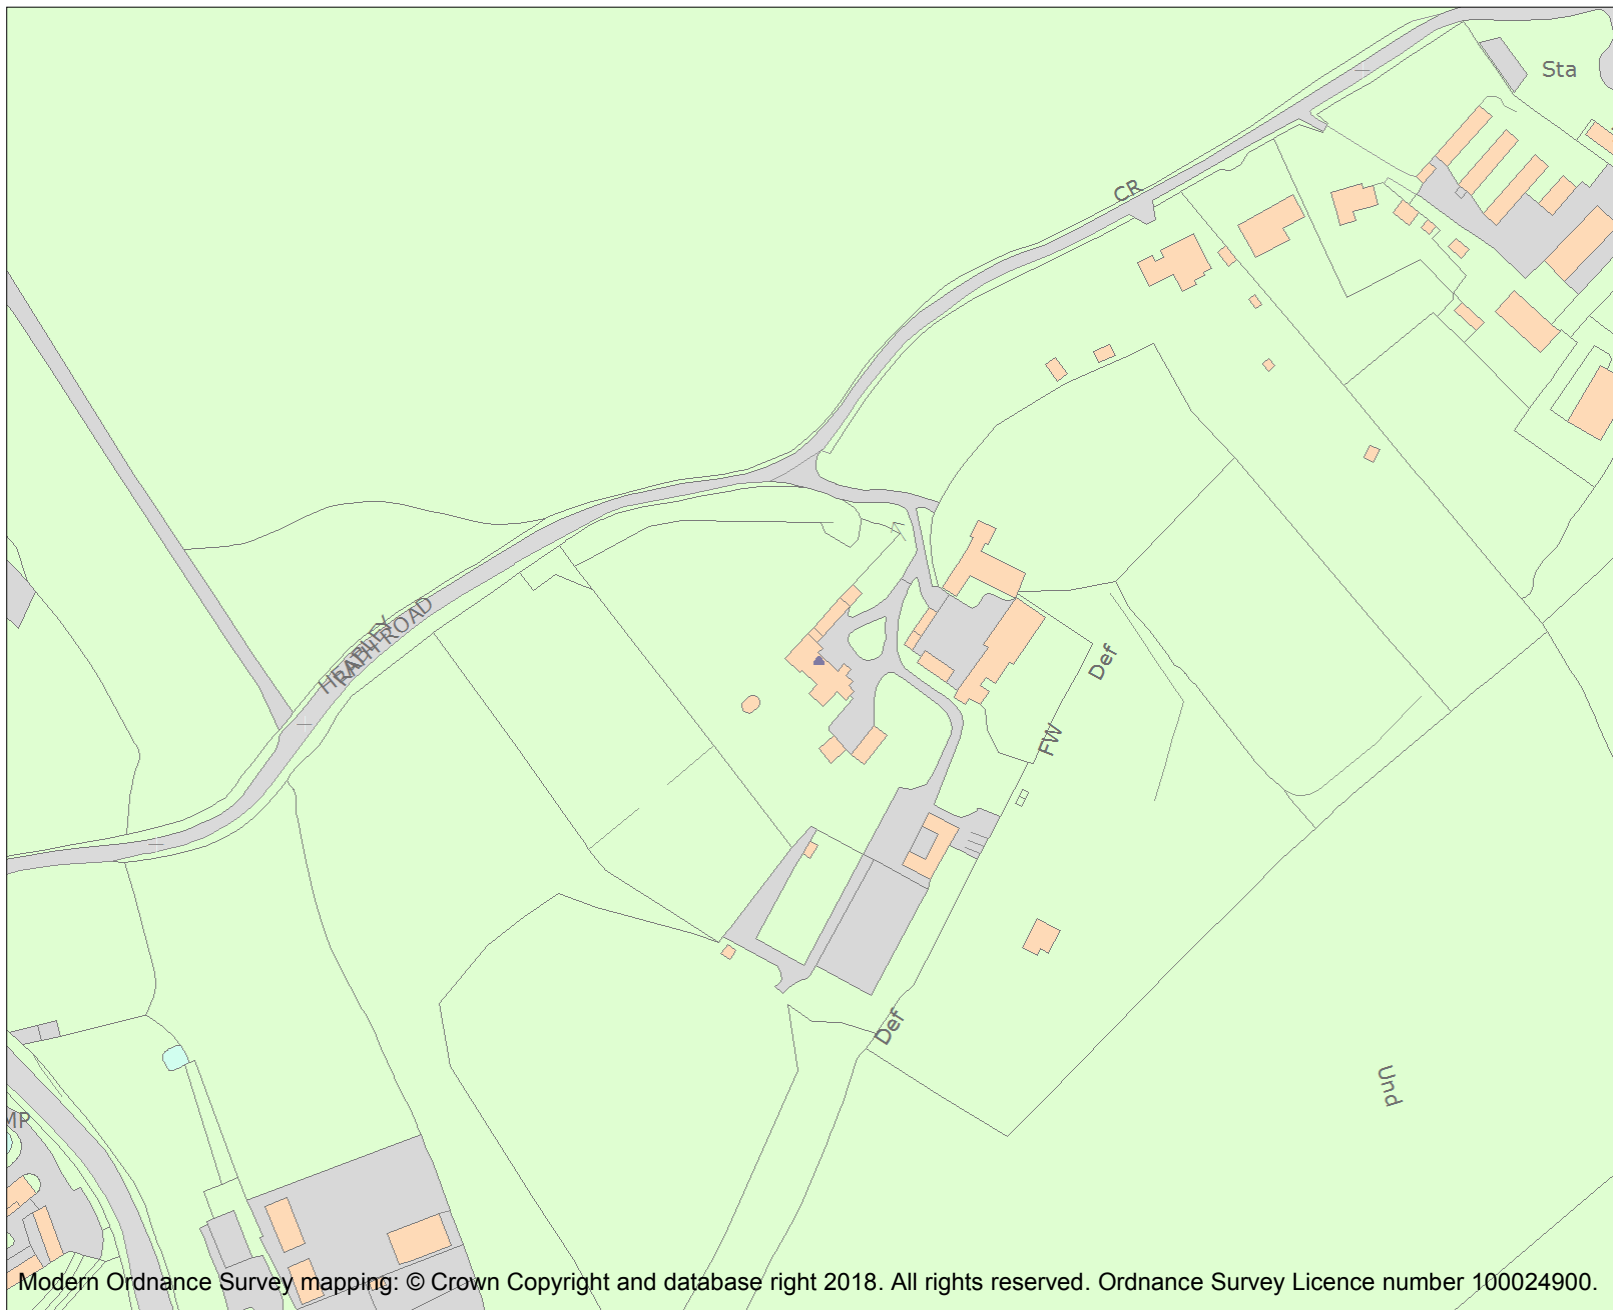 Sta
CR
ROAD
Def
FW
Def
Und
MP
Modern Ordnance Survey mapping: © Crown Copyright and database right 2018. All rights reserved. Ordnance Survey Licence number 100024900.